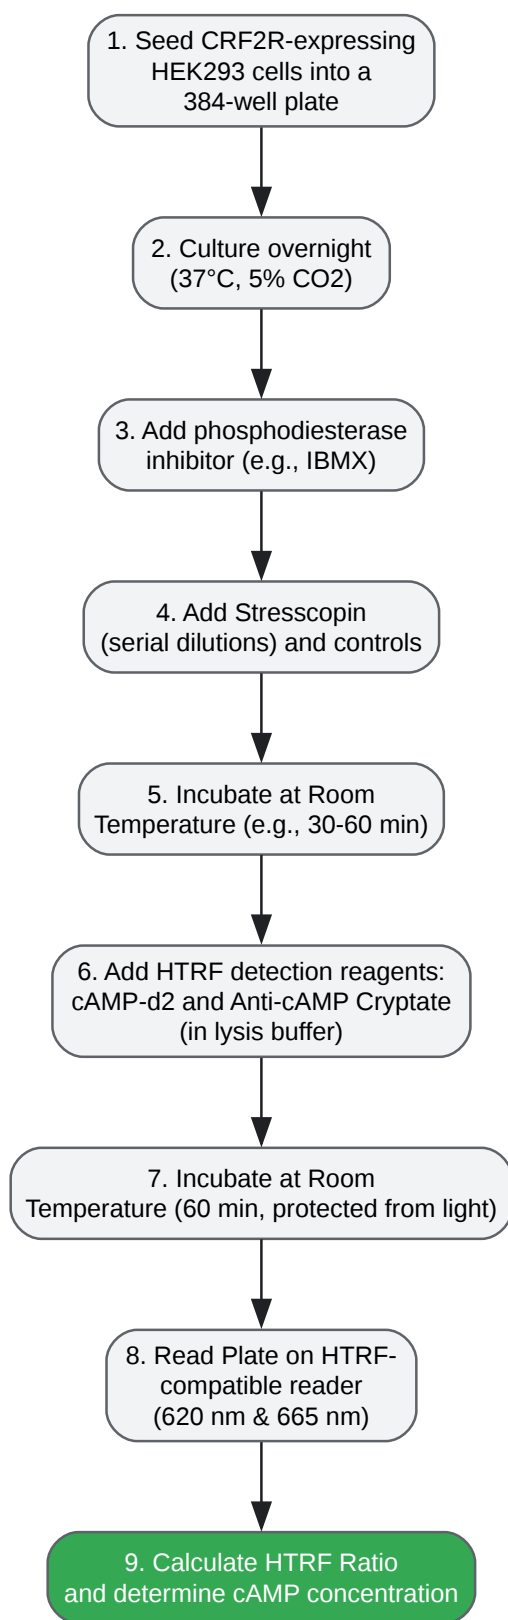 1. Seed CRF2R-expressing
HEK293 cells into a
384-well plate
2. Culture overnight
(37°C, 5% CO2)
3. Add phosphodiesterase
inhibitor (e.g., IBMX)
4. Add Stresscopin
(serial dilutions) and controls
5. Incubate at Room
Temperature (e.g., 30-60 min)
6. Add HTRF detection reagents:
cAMP-d2 and Anti-cAMP Cryptate
(in lysis buffer)
7. Incubate at Room
Temperature (60 min, protected from light)
8. Read Plate on HTRF-
compatible reader
(620 nm & 665 nm)
9. Calculate HTRF Ratio
and determine cAMP concentration